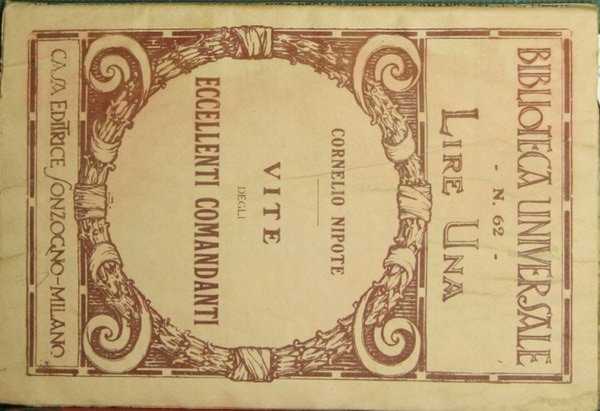 BIBLIOTECA UNIVERSALE
- N. 62 -
LIRE UNA
CORNELIO NIPOTE
VITE
DEGLI
ECCELLENTI COMANDANTI
CASA EDITRICE SONZOGNO-MILANO